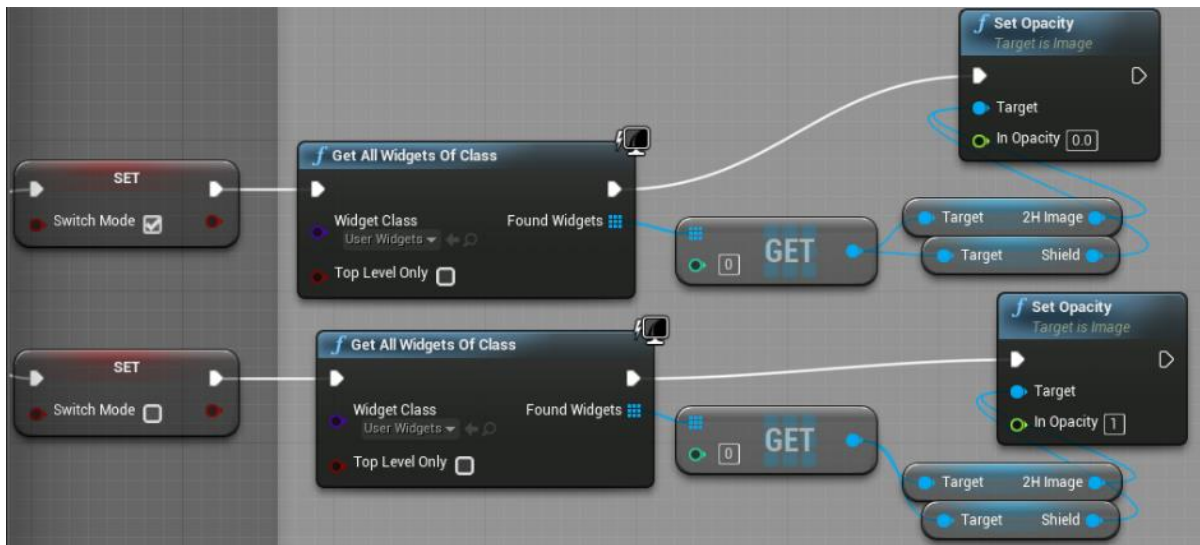 Set Opacity
Target is Image
Target
In Opacity 0.0
SET
Switch Mode
Get All Widgets Of Class
Widget Class
User Widgets
Found Widgets
Top Level Only
0 GET
Target 2H Image
Target Shield
Set Opacity
Target is Image
Target
In Opacity 1
SET
Switch Mode
Get All Widgets Of Class
Widget Class
User Widgets
Found Widgets
Top Level Only
0 GET
Target 2H Image
Target Shield